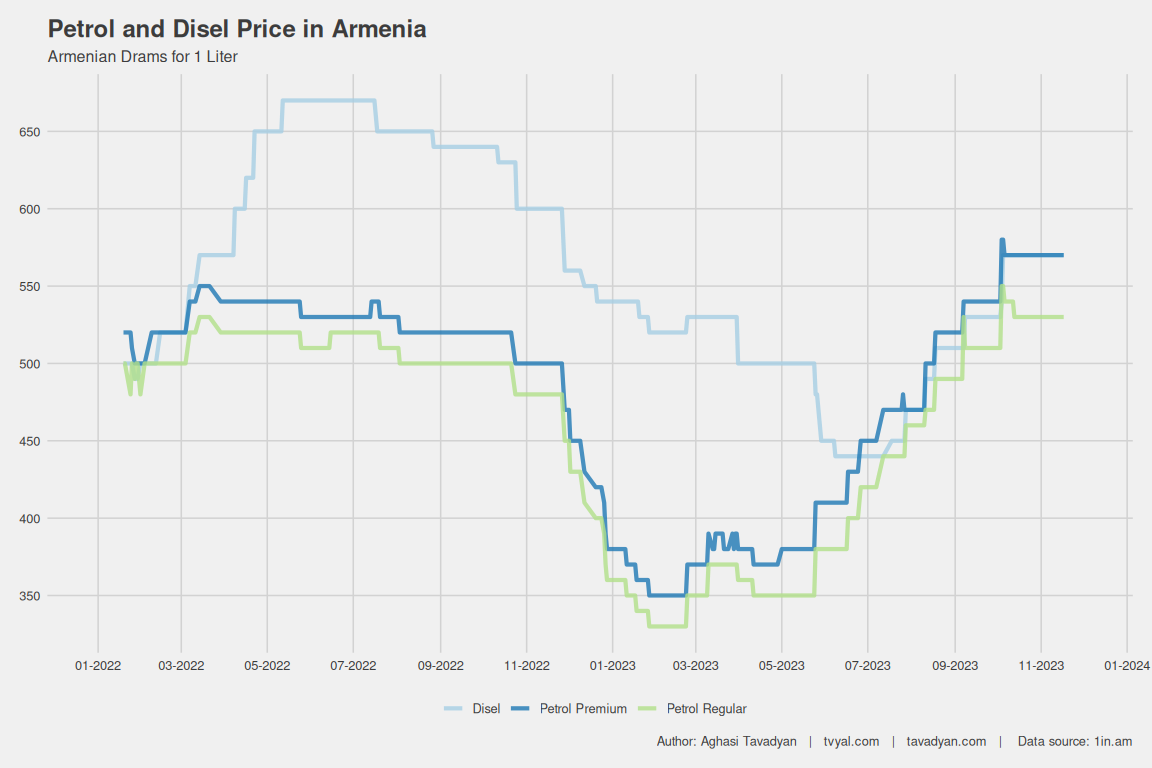 Petrol and Disel Price in Armenia
Armenian Drams for 1 Liter
650
600
550
500
450
400
350
01-2022 03-2022 05-2022 07-2022 09-2022 11-2022 01-2023 03-2023 05-2023 07-2023 09-2023 11-2023 01-2024
Disel Petrol Premium Petrol Regular
Author: Aghasi Tavadyan | tvyal.com | tavadyan.com | Data source: 1in.am